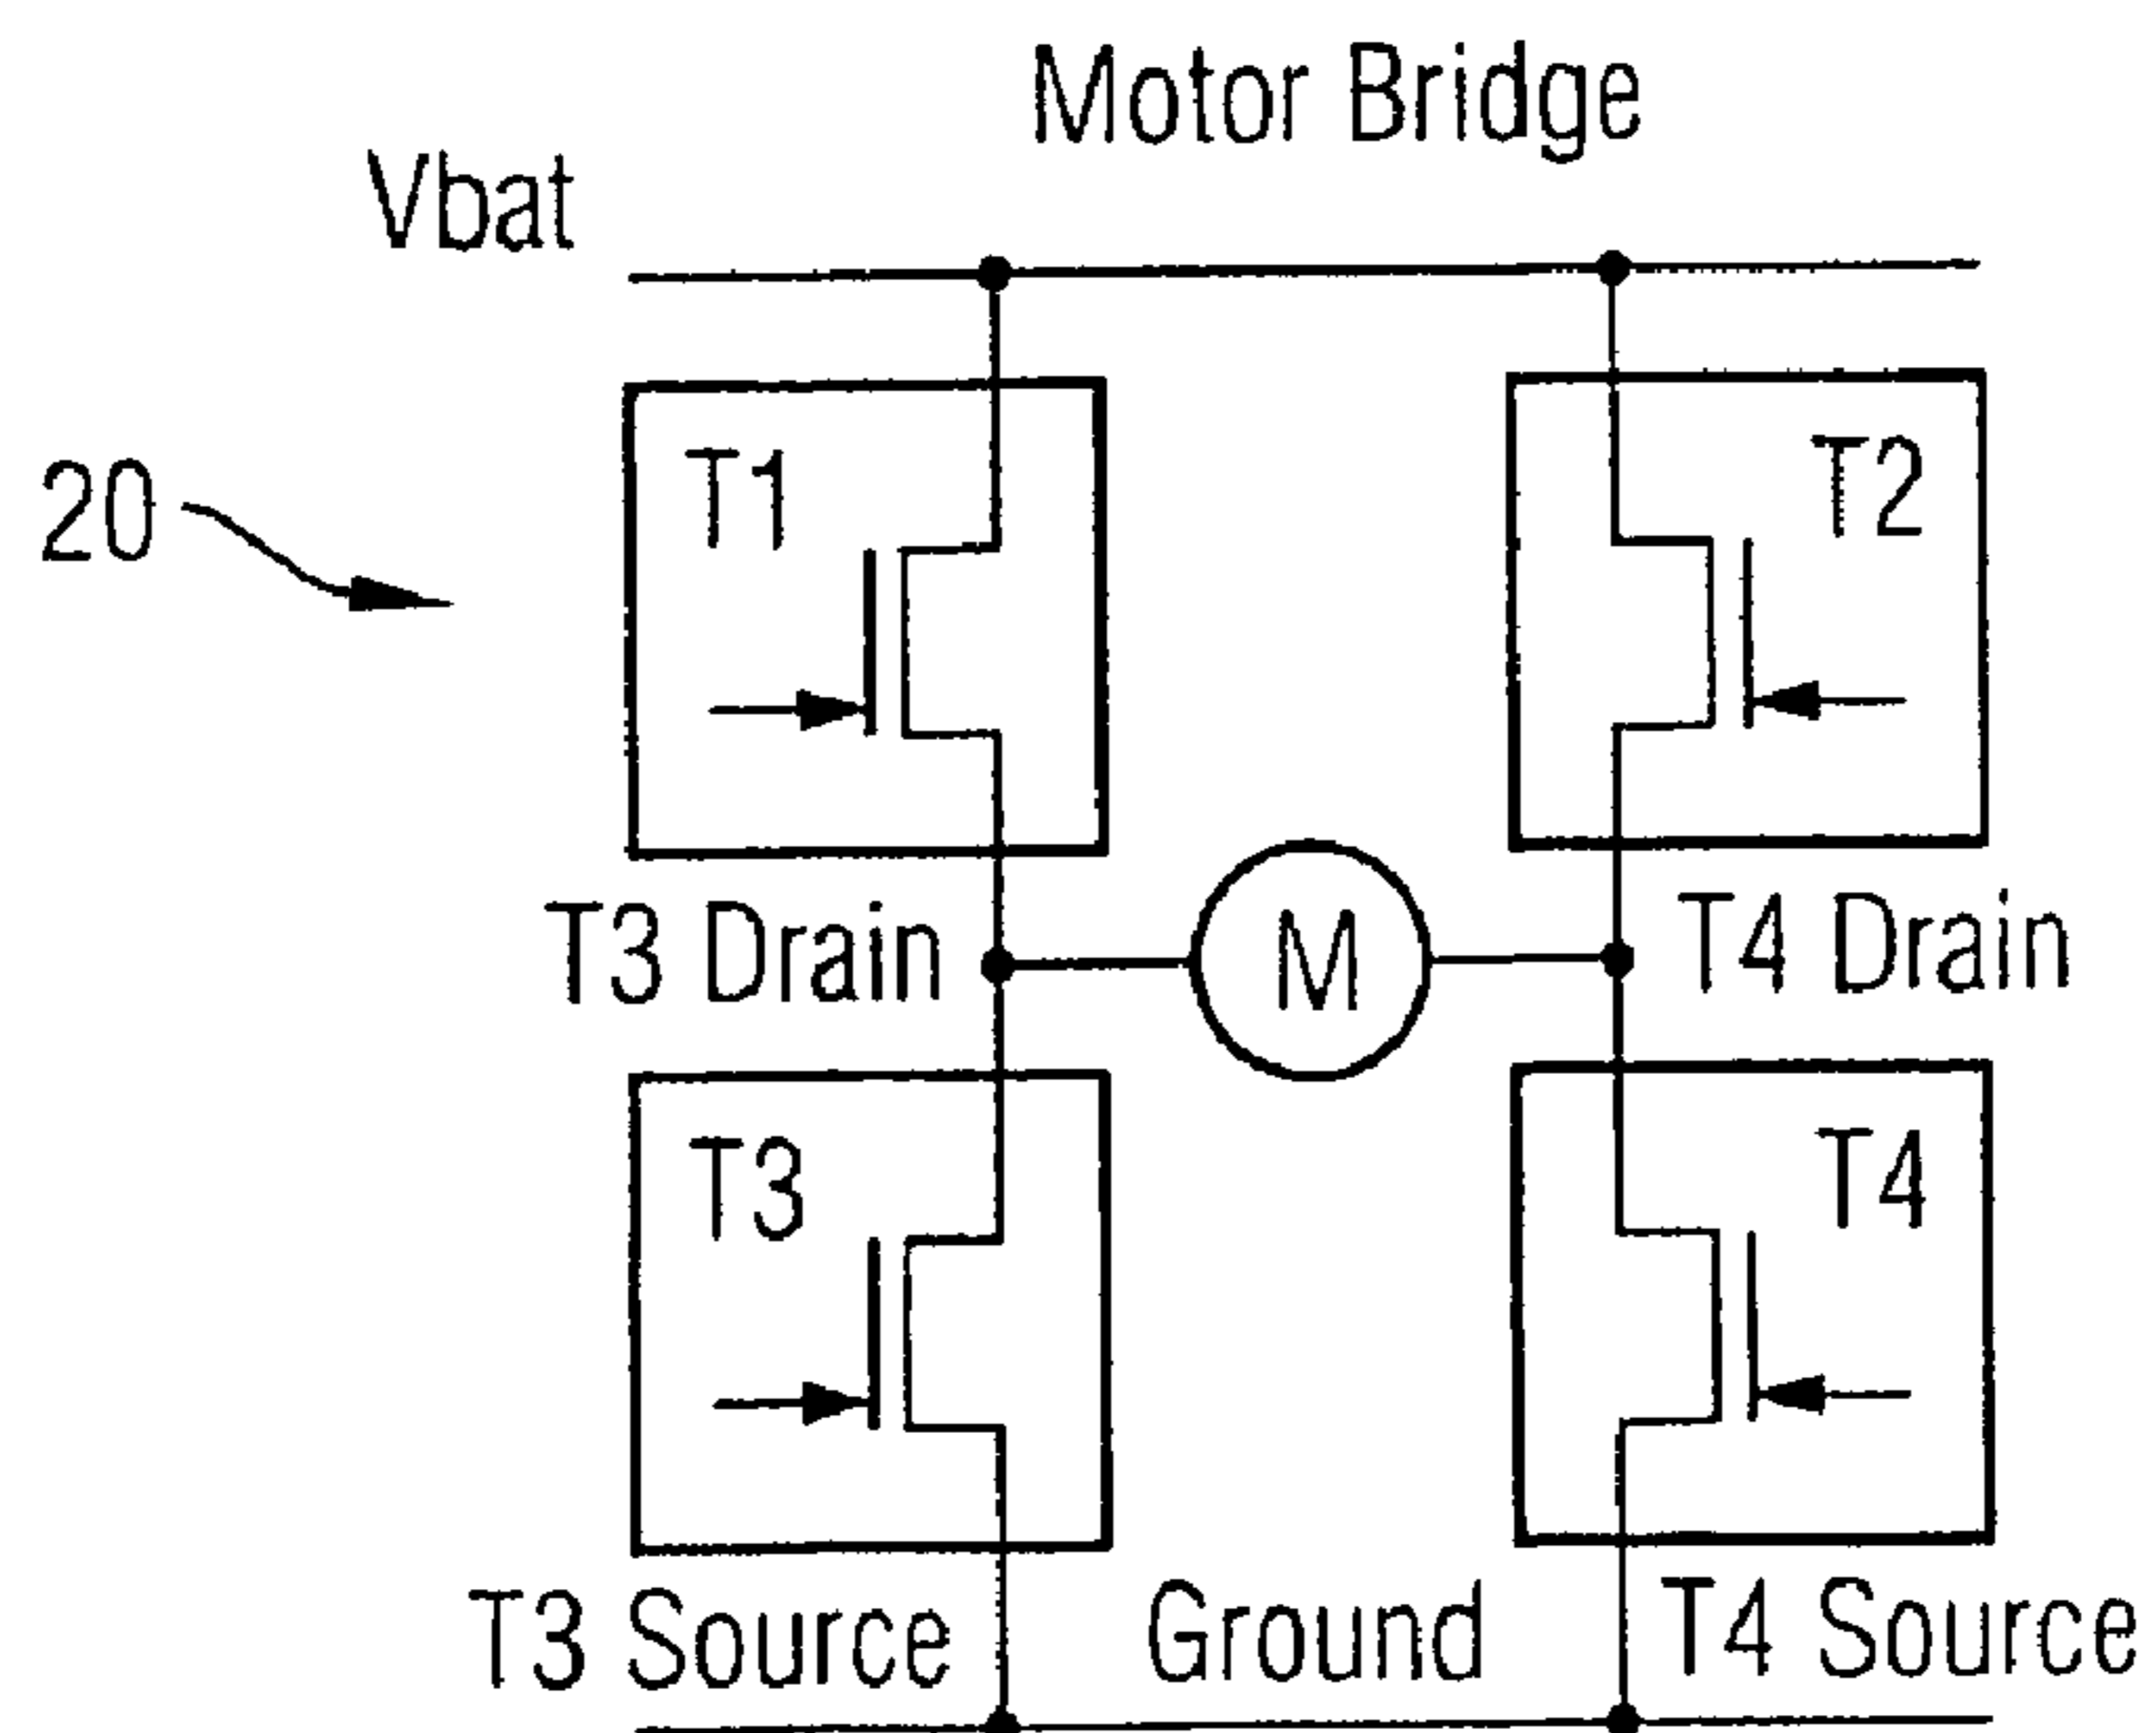 Motor Bridge
Vbat
20
T1
T2
T3 Drain
M
T4 Drain
T3
T4
T3 Source
Ground
T4 Source